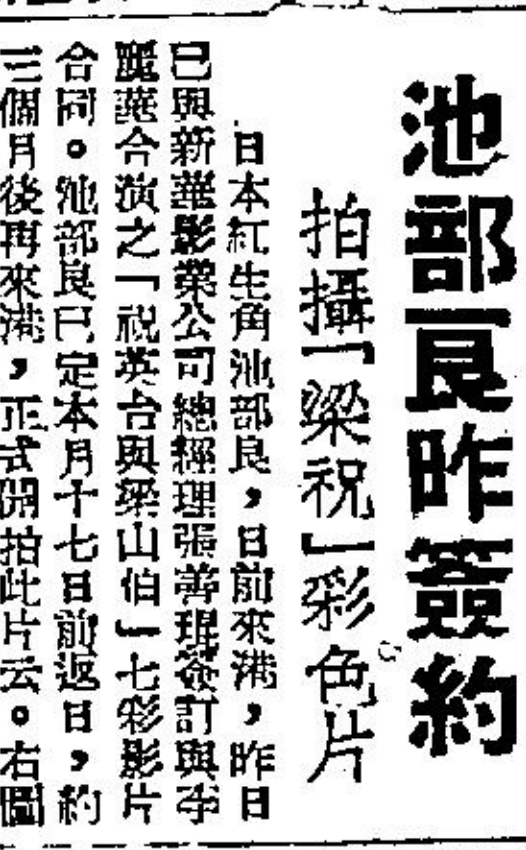 池部良昨簽約
拍攝「梁祝」彩色片
日本紅生角池部良，日前來港，昨日
已與新華影業公司總經理張善琨簽訂與李
麗華合演之「祝英台與梁山伯」七彩影片
合同。池部良已定本月十七日前返日，約
三個月後再來港，正式開拍此片云。右圖